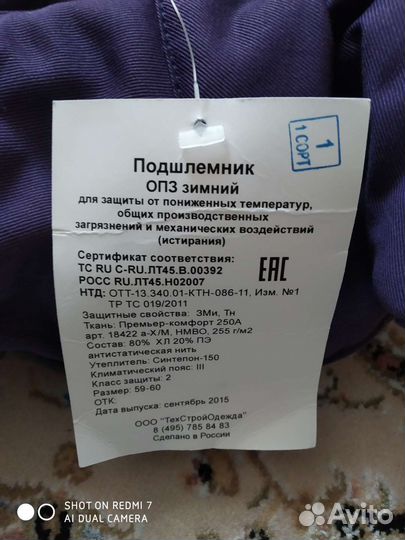 1
1 СОРТ
Подшлемник
ОПЗ зимний
для защиты от пониженных температур,
общих производственных
загрязнений и механических воздействий
(истирания)
Сертификат соответствия:
ТС RU С-RU.ЛТ45.В.00392
РОСС RU.ЛТ45.Н02007
EAC
НТД: ОТТ-13.340.01-КТН-086-11, Изм. №1
ТР ТС 019/2011
Защитные свойства: ЗМи, Тн
Ткань: Премьер-комфорт 250А
арт. 18422 а-Х/М, НМВО, 255 г/м2
Состав: 80% ХЛ 20% ПЭ
антистатическая нить
Утеплитель: Синтепон-150
Климатический пояс: III
Класс защиты: 2
Размер: 59-60
ОТК:
Дата выпуска: сентябрь 2015
ООО "ТехСтройОдежда"
8 (495) 785 84 83
Сделано в России
SHOT ON REDMI 7
AI DUAL CAMERA
Avito